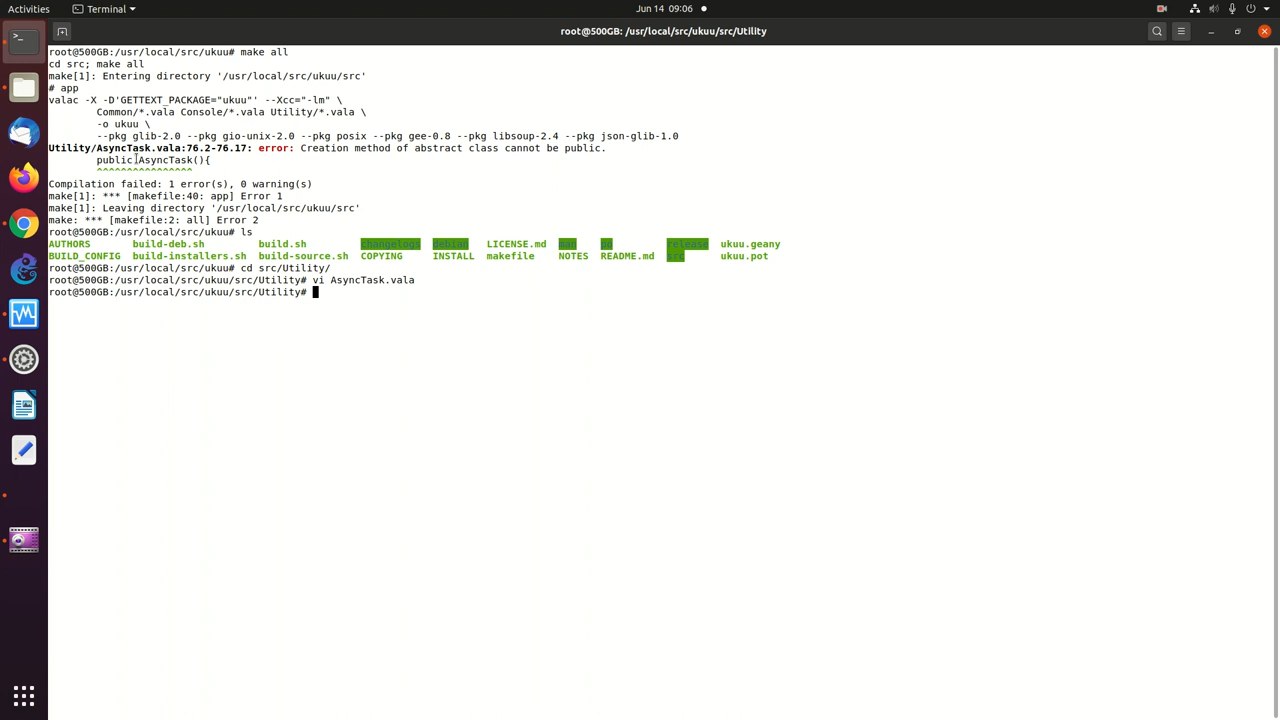 Activities
Terminal
Jun 14 09:06
root@500GB: /usr/local/src/ukuu/src/Utility
root@500GB:/usr/local/src/ukuu# make all
cd src; make all
make[1]: Entering directory '/usr/local/src/ukuu/src'
# app
valac -X -D'GETTEXT_PACKAGE="ukuu"' --Xcc="-lm" \
Common/*.vala Console/*.vala Utility/*.vala \
-o ukuu \
--pkg glib-2.0 --pkg gio-unix-2.0 --pkg posix --pkg gee-0.8 --pkg libsoup-2.4 --pkg json-glib-1.0
Utility/AsyncTask.vala:76.2-76.17: error: Creation method of abstract class cannot be public.
public AsyncTask(){
^^^^^^^^^^^^^^^^
Compilation failed: 1 error(s), 0 warning(s)
make[1]: *** [makefile:40: app] Error 1
make[1]: Leaving directory '/usr/local/src/ukuu/src'
make: *** [makefile:2: all] Error 2
root@500GB:/usr/local/src/ukuu# ls
AUTHORS build-deb.sh build.sh changelogs debian LICENSE.md man po release ukuu.geany
BUILD_CONFIG build-installers.sh build-source.sh COPYING INSTALL makefile NOTES README.md src ukuu.pot
root@500GB:/usr/local/src/ukuu# cd src/Utility/
root@500GB:/usr/local/src/ukuu/src/Utility# vi AsyncTask.vala
root@500GB:/usr/local/src/ukuu/src/Utility#